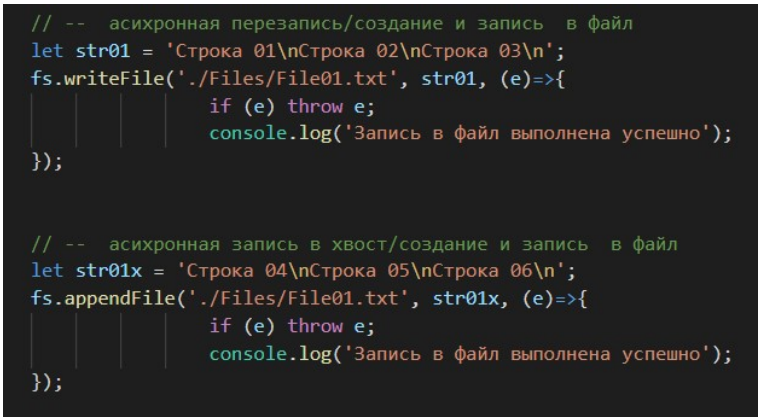 // --  асихронная перезапись/создание и запись  в файл
let str01 = 'Строка 01\nСтрока 02\nСтрока 03\n';
fs.writeFile('./Files/File01.txt', str01, (e)=>{
if (e) throw e;
console.log('Запись в файл выполнена успешно');
});
// --  асихронная запись в хвост/создание и запись  в файл
let str01x = 'Строка 04\nСтрока 05\nСтрока 06\n';
fs.appendFile('./Files/File01.txt', str01x, (e)=>{
if (e) throw e;
console.log('Запись в файл выполнена успешно');
});